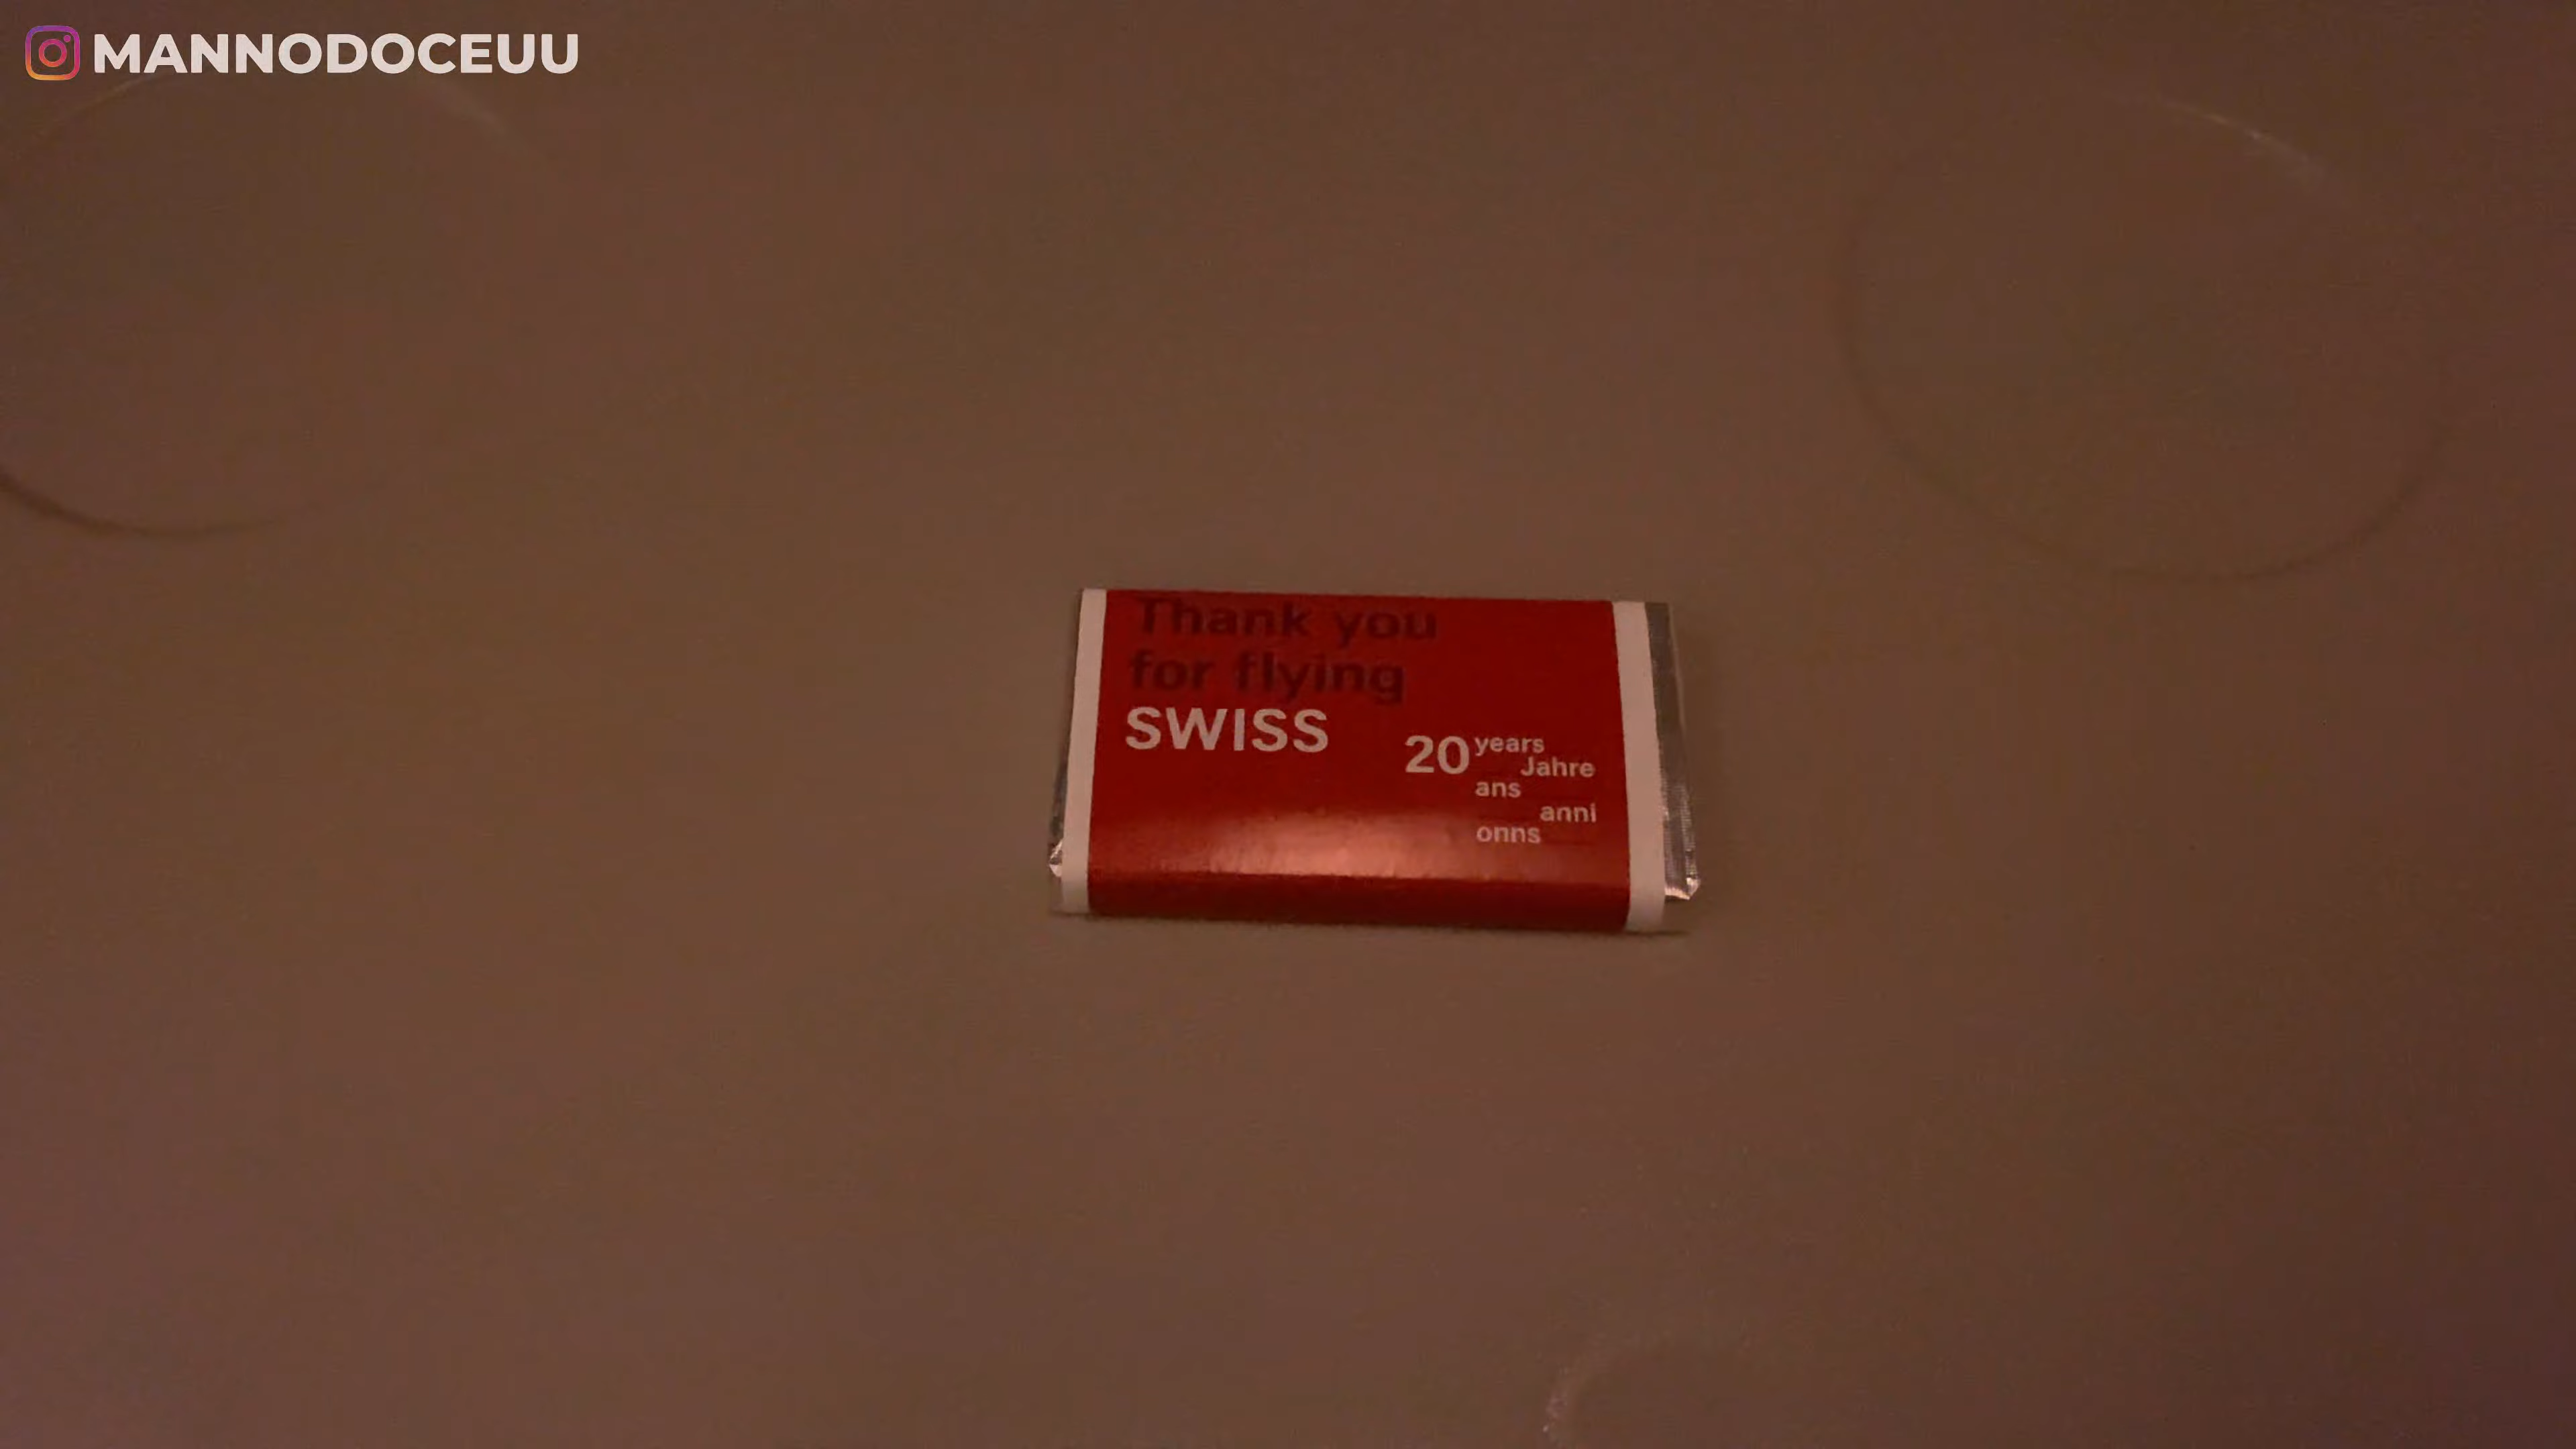 MANNODOCEUU
Thank you
for flying
SWISS
20 years
Jahre
ans
anni
onns